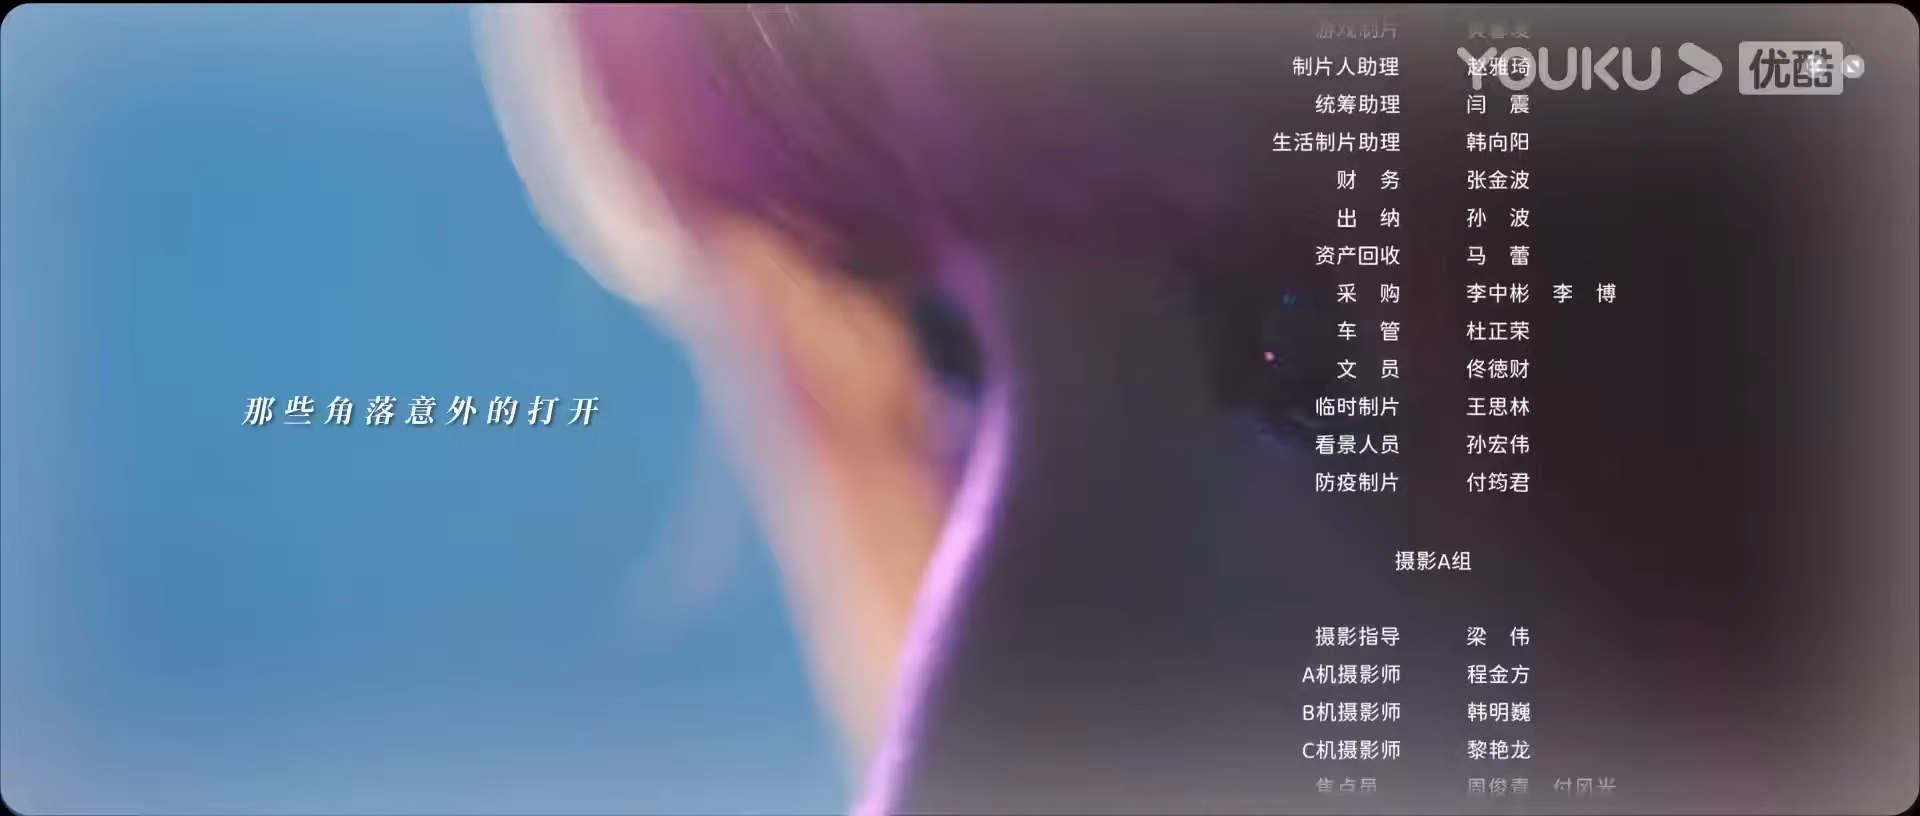 YOUKU 优酷
制片人助理 赵雅琦
统筹助理 闫 震
生活制片助理 韩向阳
财 务 张金波
出 纳 孙 波
资产回收 马 蕾
采 购 李中彬 李 博
车 管 杜正荣
文 员 佟德财
临时制片 王思林
看景人员 孙宏伟
防疫制片 付筠君
那些角落意外的打开
摄影A组
摄影指导 梁 伟
A机摄影师 程金方
B机摄影师 韩明巍
C机摄影师 黎艳龙